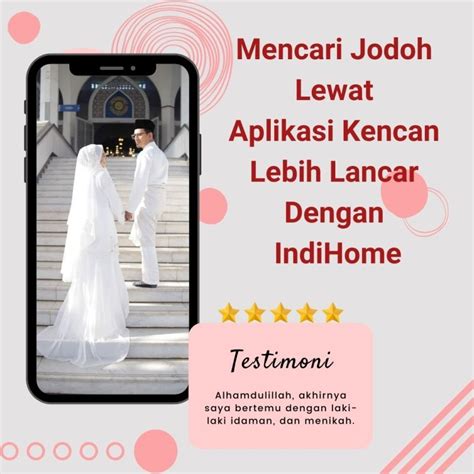 Mencari Jodoh
Lewat
Aplikasi Kencan
Lebih Lancar
Dengan
IndiHome
Testimoni
Alhamdulillah, akhirnya
saya bertemu dengan laki-
laki idaman, dan menikah.